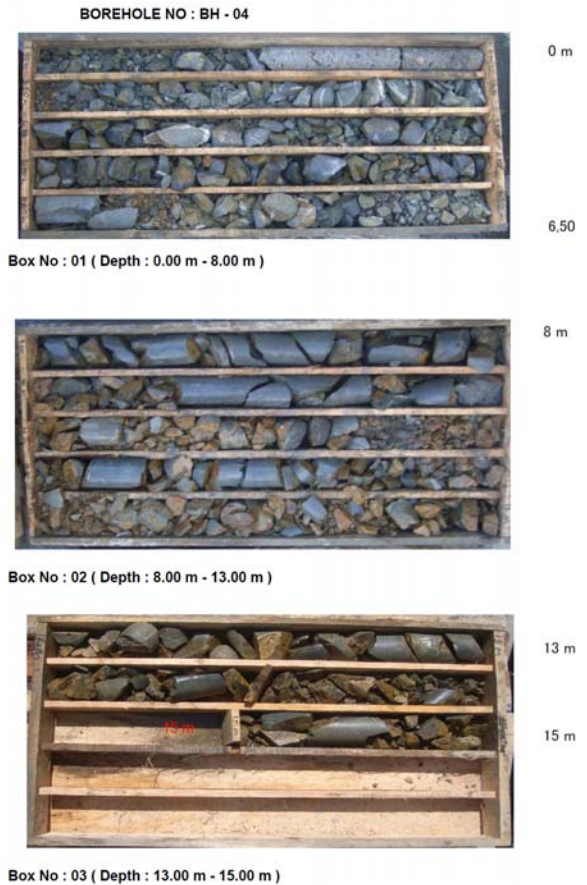 BOREHOLE NO : BH - 04
0 m
6,50
Box No : 01 ( Depth : 0.00 m - 8.00 m )
8 m
Box No : 02 ( Depth : 8.00 m - 13.00 m )
13 m
15 m
15 m
Box No : 03 ( Depth : 13.00 m - 15.00 m )